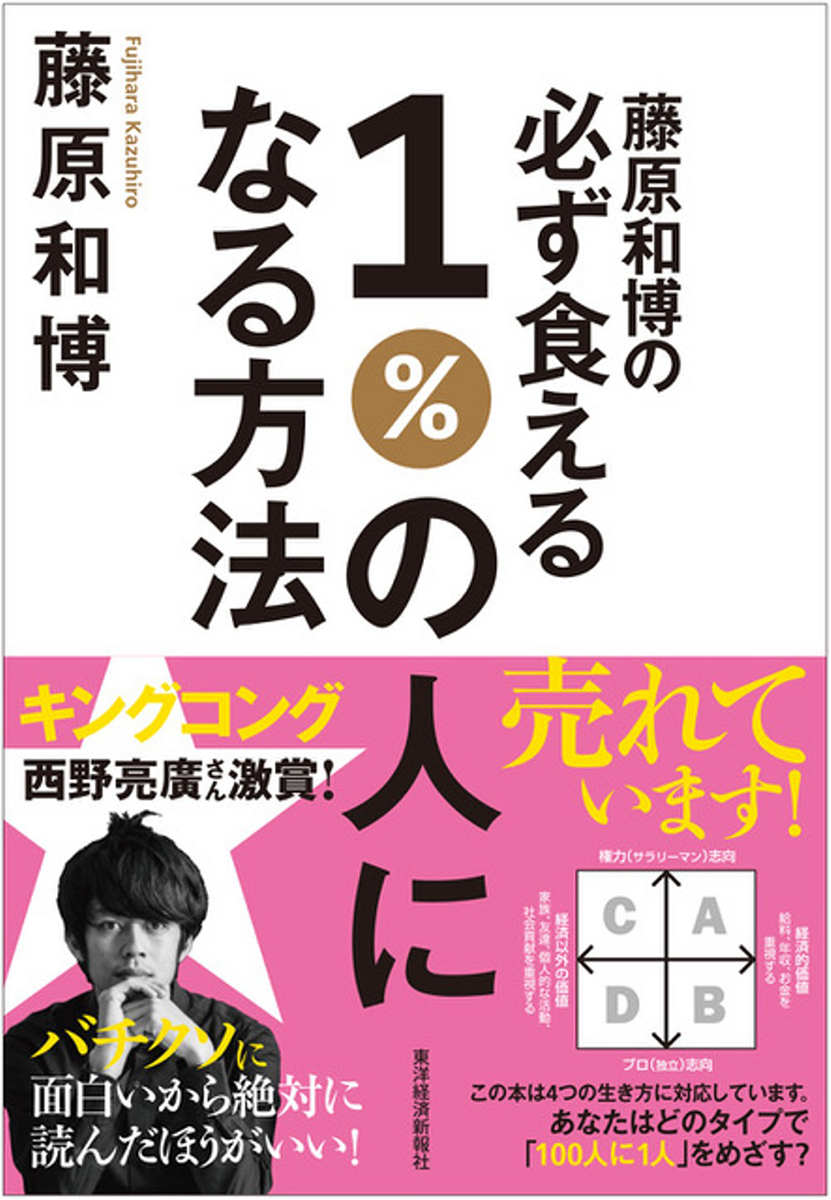 藤原和博の
必ず食える
1%の人に
なる方法
藤原和博
Fujihara Kazuhiro
売れて
います!
キングコング
西野亮廣さん激賞!
バチクソに
面白いから絶対に
読んだほうがいい!
東洋経済新報社
権力(サラリーマン)志向
経済的価値
給料、年収、お金を
重視する
経済以外の価値
家族、友達、個人的な活動、
社会貢献を重視する
C A
D B
プロ(独立)志向
この本は4つの生き方に対応しています。
あなたはどのタイプで
「100人に1人」をめざす?